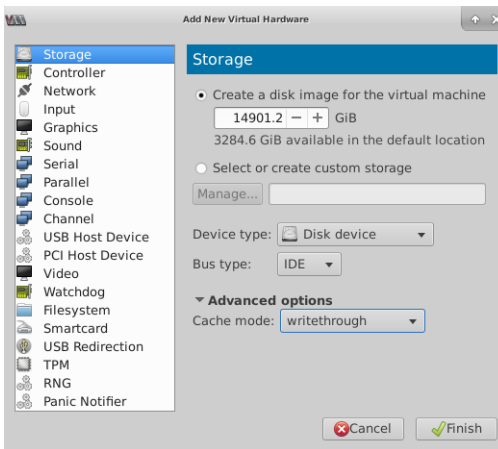 Add New Virtual Hardware
Storage
Controller
Network
Input
Graphics
Sound
Serial
Parallel
Console
Channel
USB Host Device
PCI Host Device
Video
Watchdog
Filesystem
Smartcard
USB Redirection
TPM
RNG
Panic Notifier
Storage
Create a disk image for the virtual machine
14901.2 − + GiB
3284.6 GiB available in the default location
Select or create custom storage
Manage...
Device type: Disk device
Bus type: IDE
Advanced options
Cache mode: writethrough
Cancel Finish